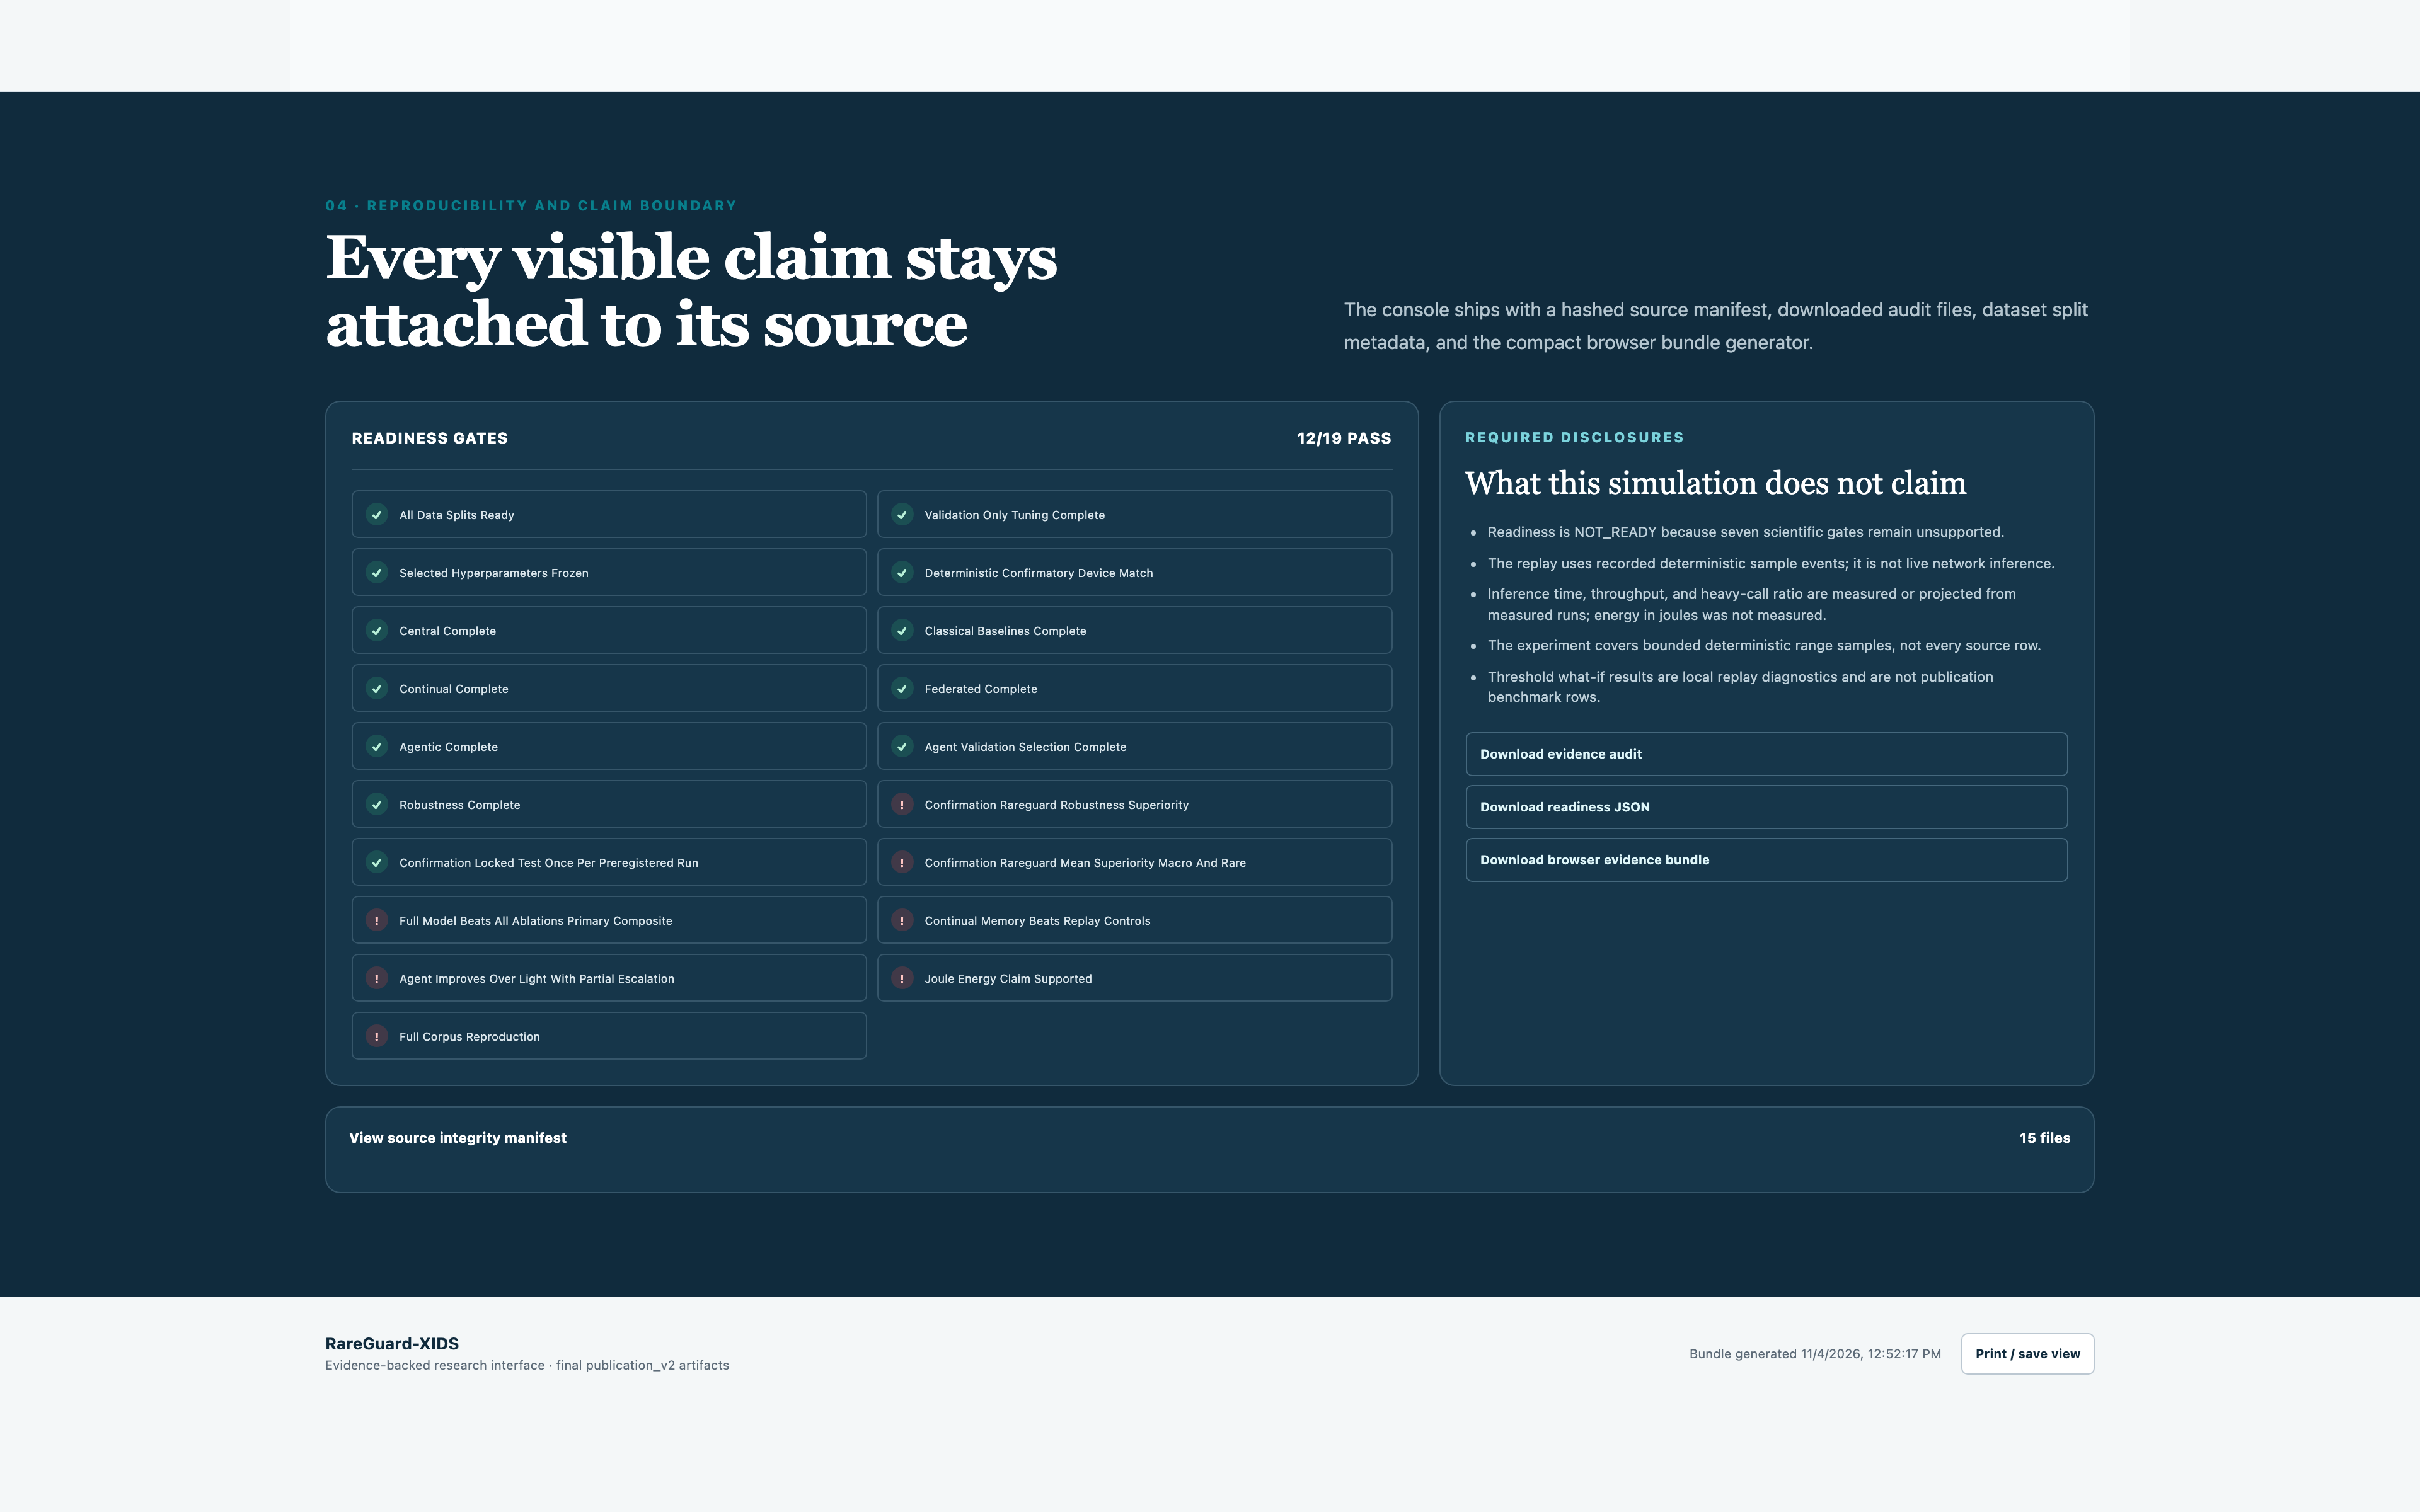 04 · REPRODUCIBILITY AND CLAIM BOUNDARY
Every visible claim stays
attached to its source
The console ships with a hashed source manifest, downloaded audit files, dataset split
metadata, and the compact browser bundle generator.
READINESS GATES
12/19 PASS
All Data Splits Ready
Validation Only Tuning Complete
Selected Hyperparameters Frozen
Deterministic Confirmatory Device Match
Central Complete
Classical Baselines Complete
Continual Complete
Federated Complete
Agentic Complete
Agent Validation Selection Complete
Robustness Complete
! Confirmation Rareguard Robustness Superiority
Confirmation Locked Test Once Per Preregistered Run
! Confirmation Rareguard Mean Superiority Macro And Rare
! Full Model Beats All Ablations Primary Composite
! Continual Memory Beats Replay Controls
! Agent Improves Over Light With Partial Escalation
! Joule Energy Claim Supported
! Full Corpus Reproduction
REQUIRED DISCLOSURES
What this simulation does not claim
• Readiness is NOT_READY because seven scientific gates remain unsupported.
• The replay uses recorded deterministic sample events; it is not live network inference.
• Inference time, throughput, and heavy-call ratio are measured or projected from
measured runs; energy in joules was not measured.
• The experiment covers bounded deterministic range samples, not every source row.
• Threshold what-if results are local replay diagnostics and are not publication
benchmark rows.
Download evidence audit
Download readiness JSON
Download browser evidence bundle
View source integrity manifest
15 files
RareGuard-XIDS
Evidence-backed research interface · final publication_v2 artifacts
Bundle generated 11/4/2026, 12:52:17 PM
Print / save view